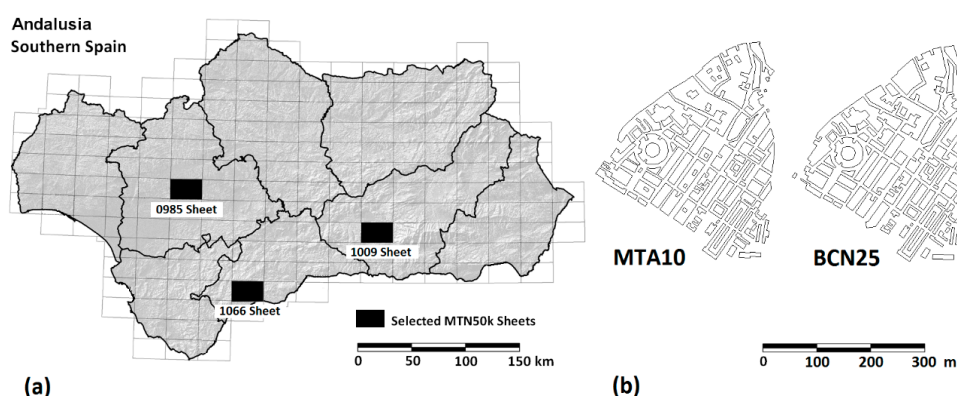 Andalusia
Southern Spain
0985 Sheet
1009 Sheet
1066 Sheet
Selected MTN50k Sheets
0 50 100 150 km
(a)
MTA10 BCN25
0 100 200 300 m
(b)